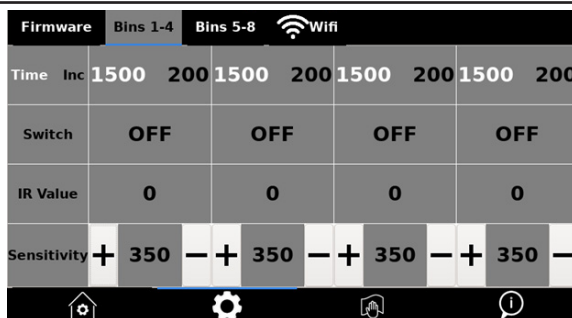 Firmware Bins 1-4 Bins 5-8 Wifi
Time Inc 1500 200 1500 200 1500 200 1500 200
Switch OFF OFF OFF OFF
IR Value 0 0 0 0
Sensitivity + 350 - + 350 - + 350 - + 350 -
i